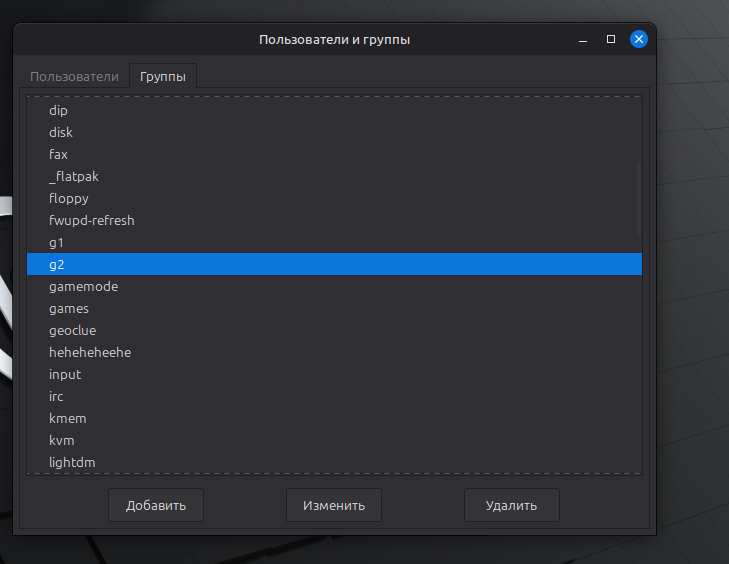 Пользователи и группы
Пользователи Группы
dip
disk
fax
_flatpak
floppy
fwupd-refresh
g1
g2
gamemode
games
geoclue
heheheheehe
input
irc
kmem
kvm
lightdm
Добавить Изменить Удалить